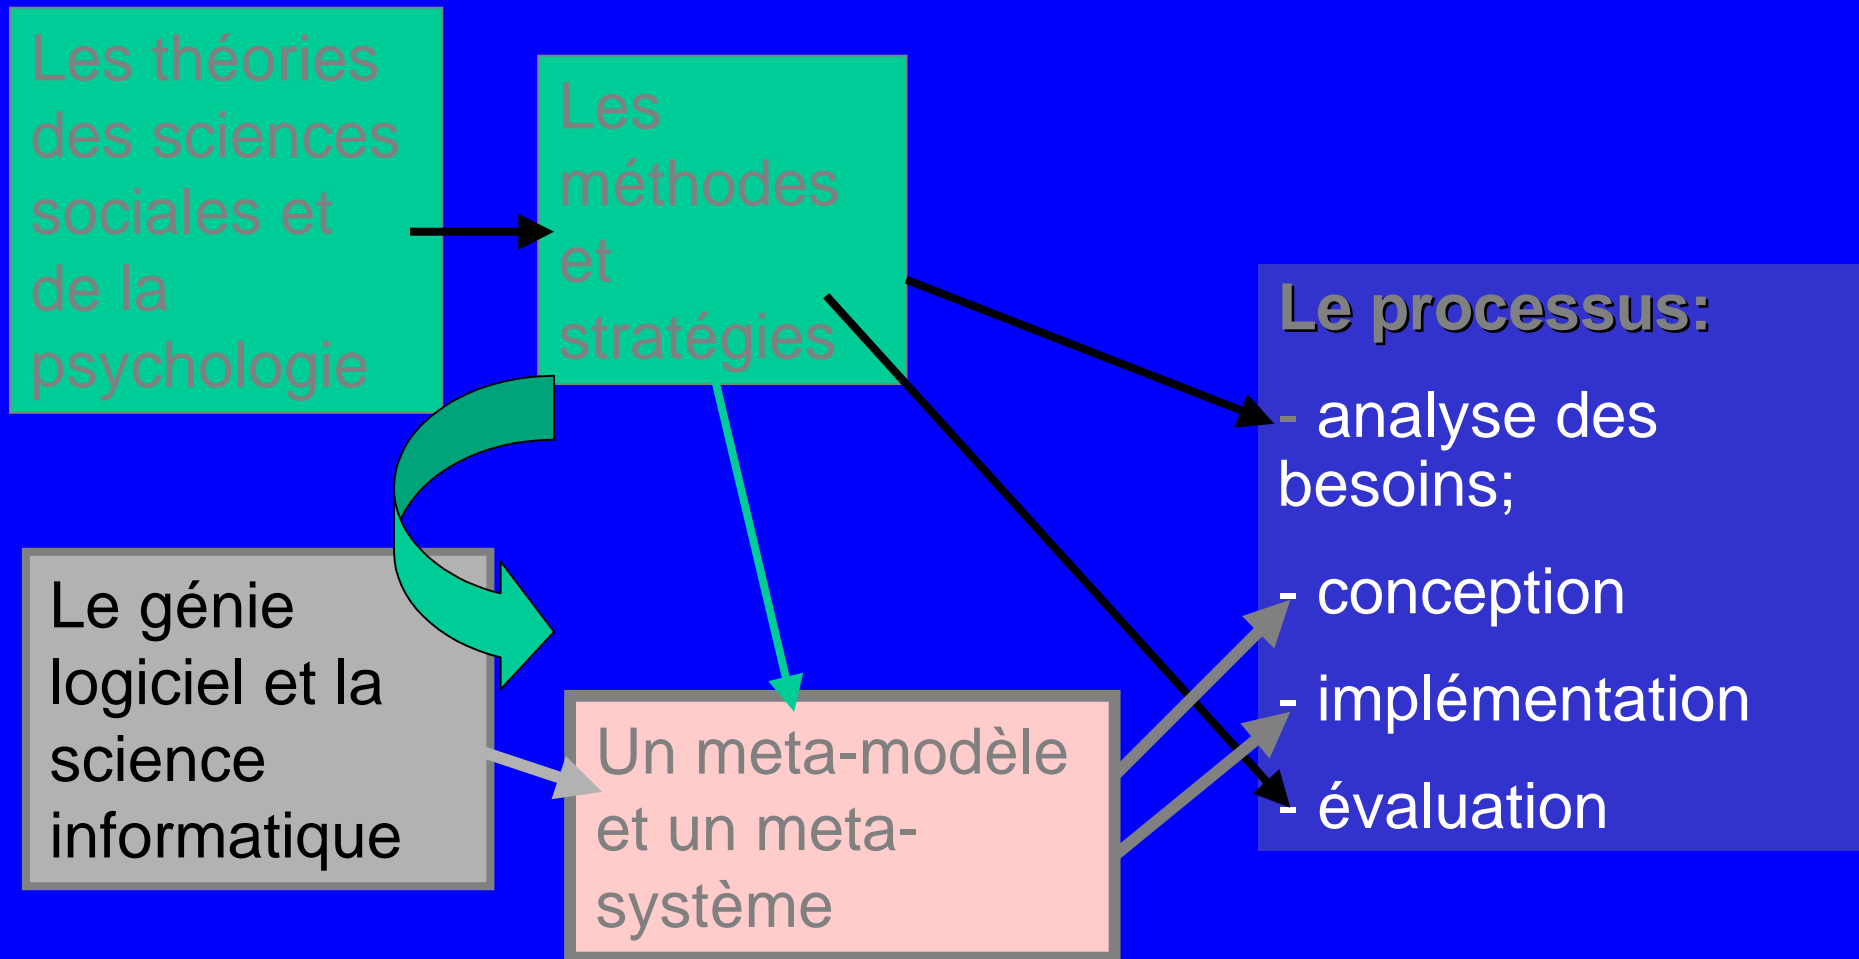 Les théories
des sciences
sociales et
de la
psychologie
Les
méthodes
et
stratégies
Le processus:
- analyse des
besoins;
- conception
- implémentation
- évaluation
Le génie
logiciel et la
science
informatique
Un meta-modèle
et un meta-
système